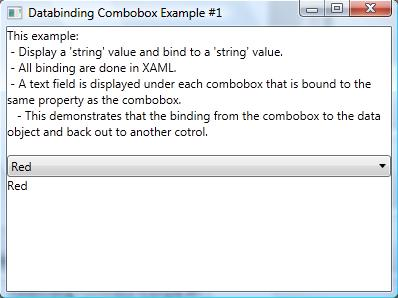 Databinding Combobox Example #1
This example:
- Display a 'string' value and bind to a 'string' value.
- All binding are done in XAML.
- A text field is displayed under each combobox that is bound to the
same property as the combobox.
- This demonstrates that the binding from the combobox to the data
object and back out to another cotrol.
Red
Red